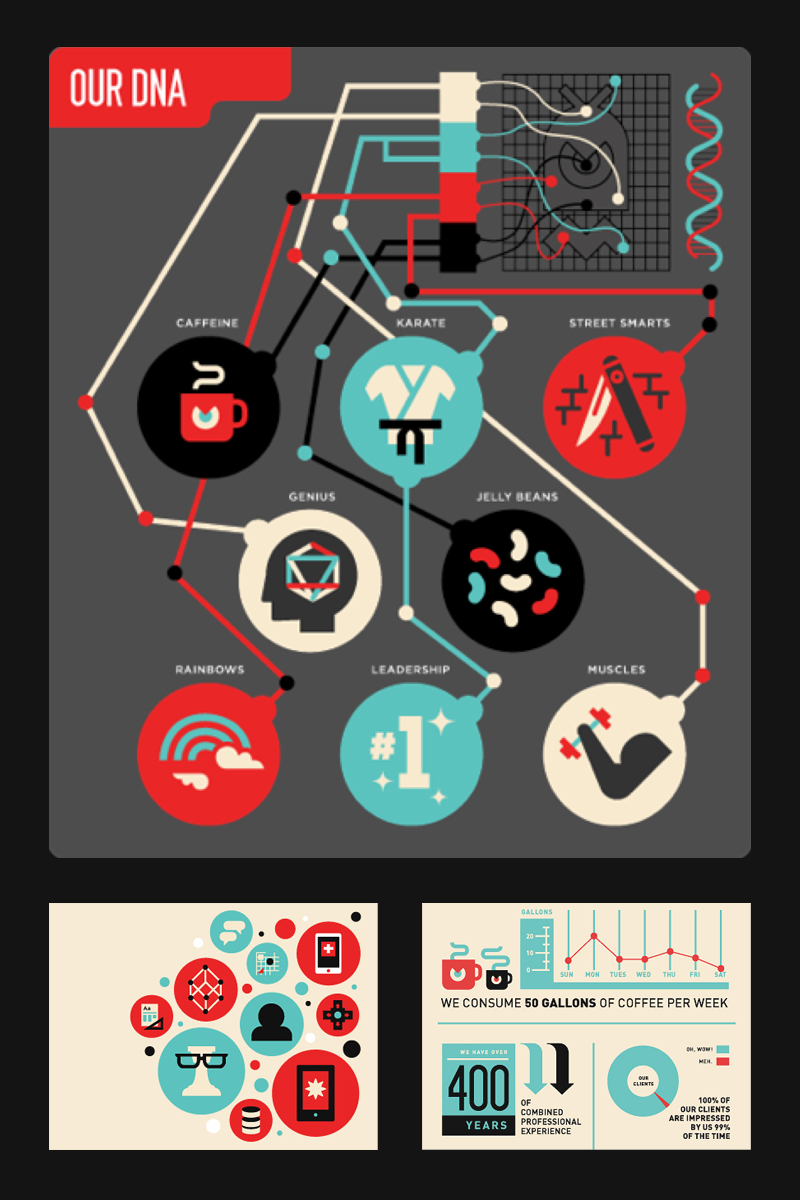 OUR DNA
CAFFEINE
KARATE
STREET SMARTS
GENIUS
JELLY BEANS
RAINBOWS
LEADERSHIP
MUSCLES
#1
Aa
GALLONS
20
10
0
SUN MON TUES WED THU FRI SAT
WE CONSUME 50 GALLONS OF COFFEE PER WEEK
WE HAVE OVER
400
YEARS
OF
COMBINED
PROFESSIONAL
EXPERIENCE
OUR
CLIENTS
OH, WOW!
MEH.
100% OF
OUR CLIENTS
ARE IMPRESSED
BY US 99%
OF THE TIME